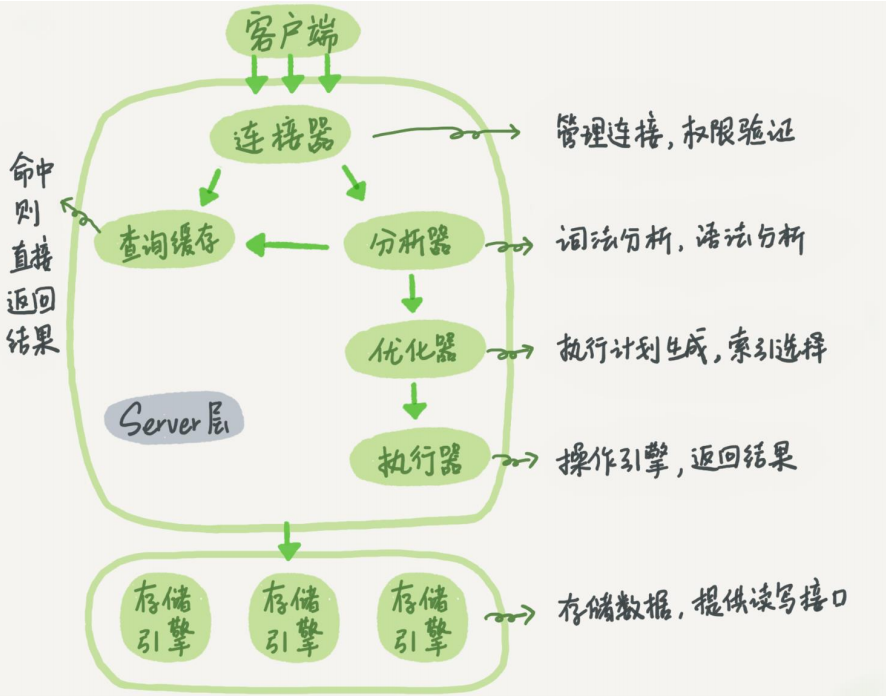 客户端
连接器
管理连接,权限验证
命中
则
直接
返回
结果
查询缓存
分析器
词法分析,语法分析
优化器
执行计划生成,索引选择
Server层
执行器
操作引擎,返回结果
存储
引擎
存储
引擎
存储
引擎
存储数据,提供读写接口